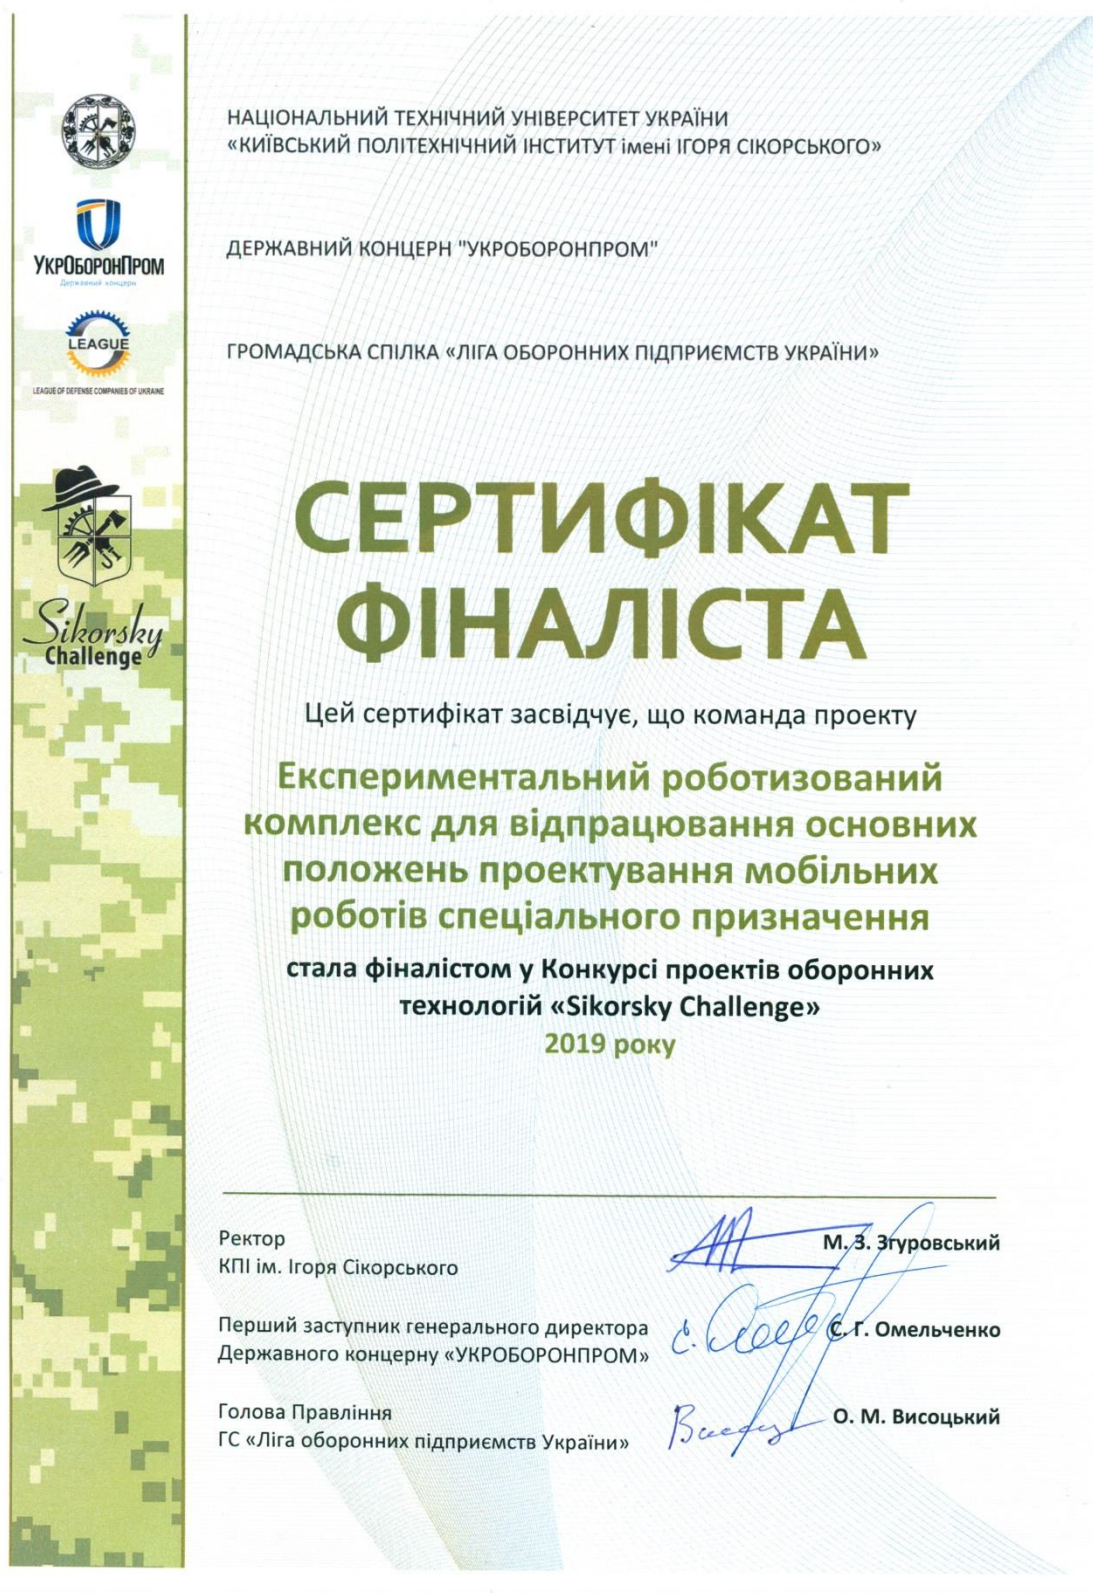 НАЦІОНАЛЬНИЙ ТЕХНІЧНИЙ УНІВЕРСИТЕТ УКРАЇНИ
«КИЇВСЬКИЙ ПОЛІТЕХНІЧНИЙ ІНСТИТУТ імені ІГОРЯ СІКОРСЬКОГО»
УКРОБОРОНПРОМ
Державний концерн
ДЕРЖАВНИЙ КОНЦЕРН "УКРОБОРОНПРОМ"
LEAGUE
LEAGUE OF DEFENSE COMPANIES OF UKRAINE
ГРОМАДСЬКА СПІЛКА «ЛІГА ОБОРОННИХ ПІДПРИЄМСТВ УКРАЇНИ»
Sikorsky
Challenge
СЕРТИФІКАТ
ФІНАЛІСТА
Цей сертифікат засвідчує, що команда проекту
Експериментальний роботизований
комплекс для відпрацювання основних
положень проектування мобільних
роботів спеціального призначення
стала фіналістом у Конкурсі проектів оборонних
технологій «Sikorsky Challenge»
2019 року
Ректор
КПІ ім. Ігоря Сікорського
М. З. Згуровський
Перший заступник генерального директора
Державного концерну «УКРОБОРОНПРОМ»
С. Г. Омельченко
Голова Правління
ГС «Ліга оборонних підприємств України»
О. М. Висоцький